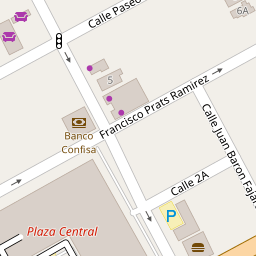 Calle Paseo
6A
5
Francisco Prats Ramirez
Banco
Confisa
Calle Juan Baron Fajar
Calle 2A
P
Plaza Central